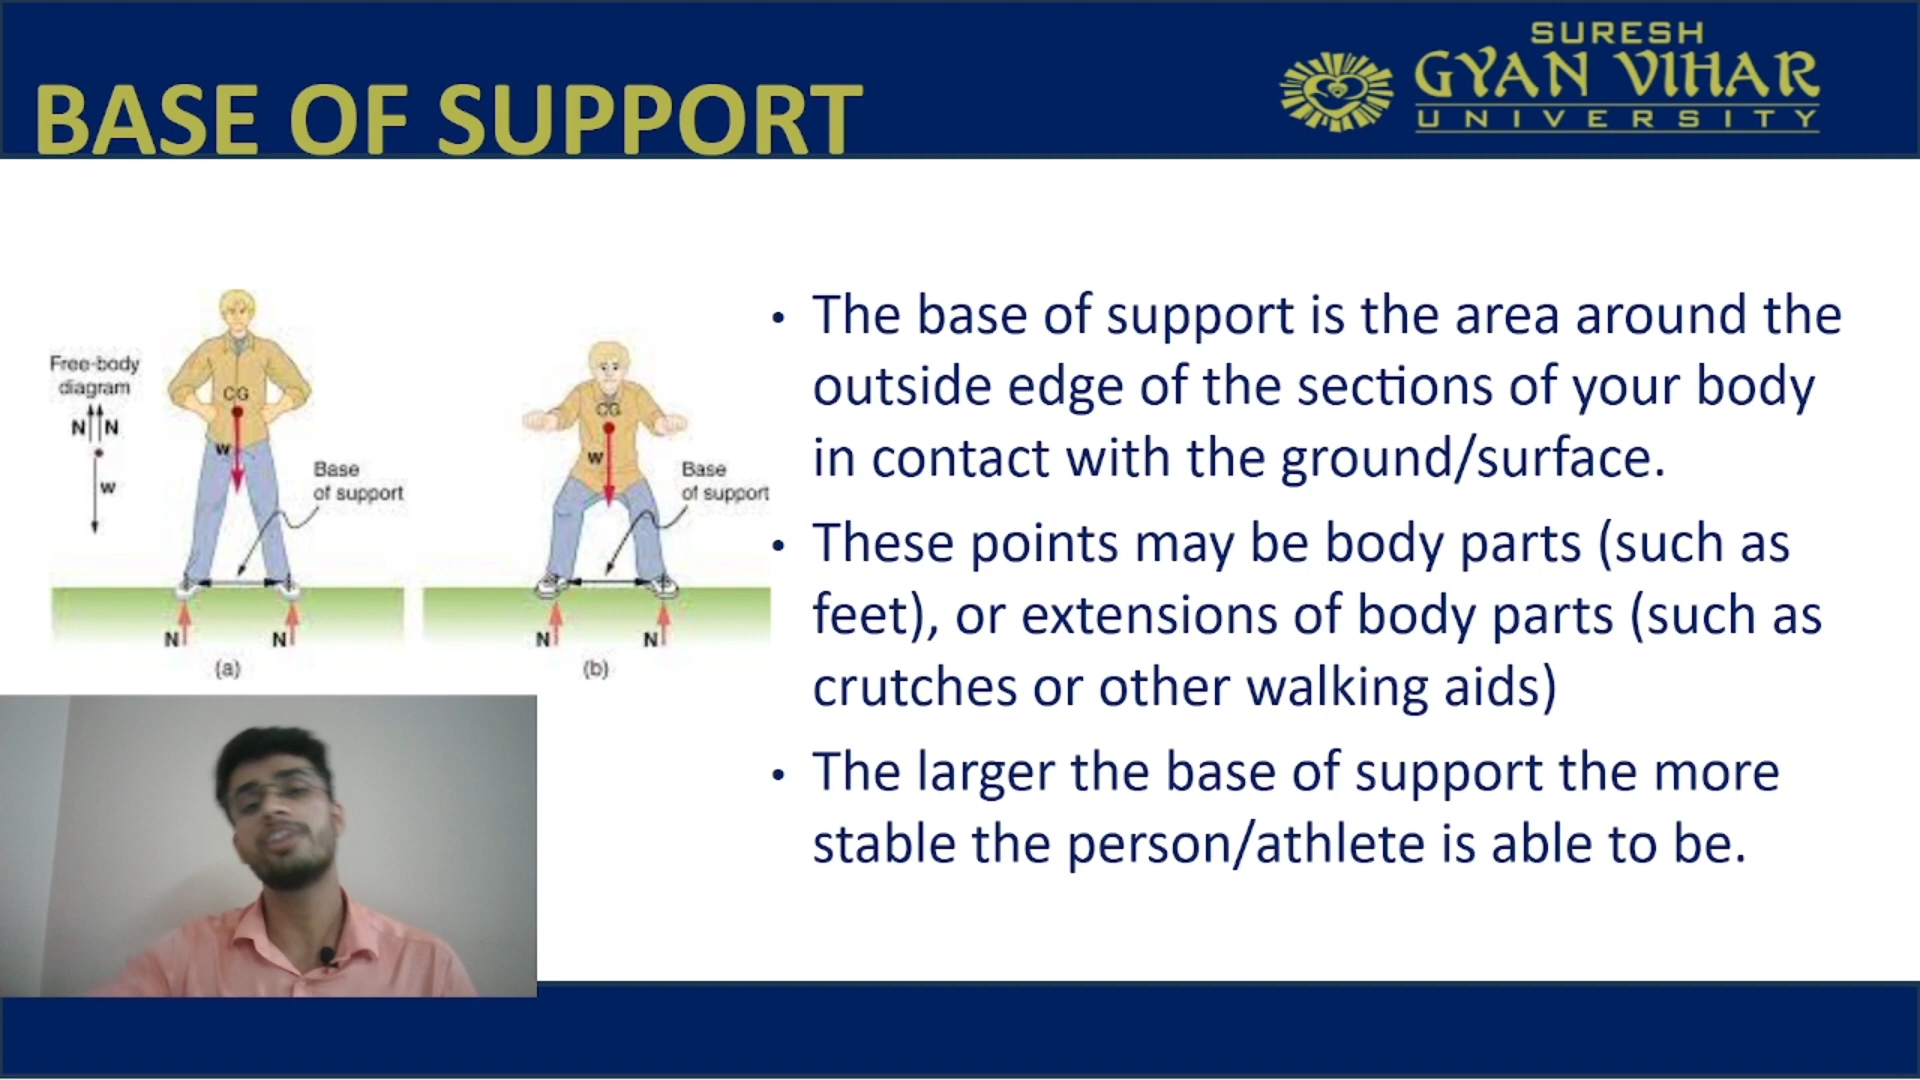 BASE OF SUPPORT
SURESH
GYAN VIHAR
UNIVERSITY
Free-body
diagram
N N
w
CG
w
Base
of support
N N
(a)
CG
w
Base
of support
N N
(b)
• The base of support is the area around the
outside edge of the sections of your body
in contact with the ground/surface.
• These points may be body parts (such as
feet), or extensions of body parts (such as
crutches or other walking aids)
• The larger the base of support the more
stable the person/athlete is able to be.